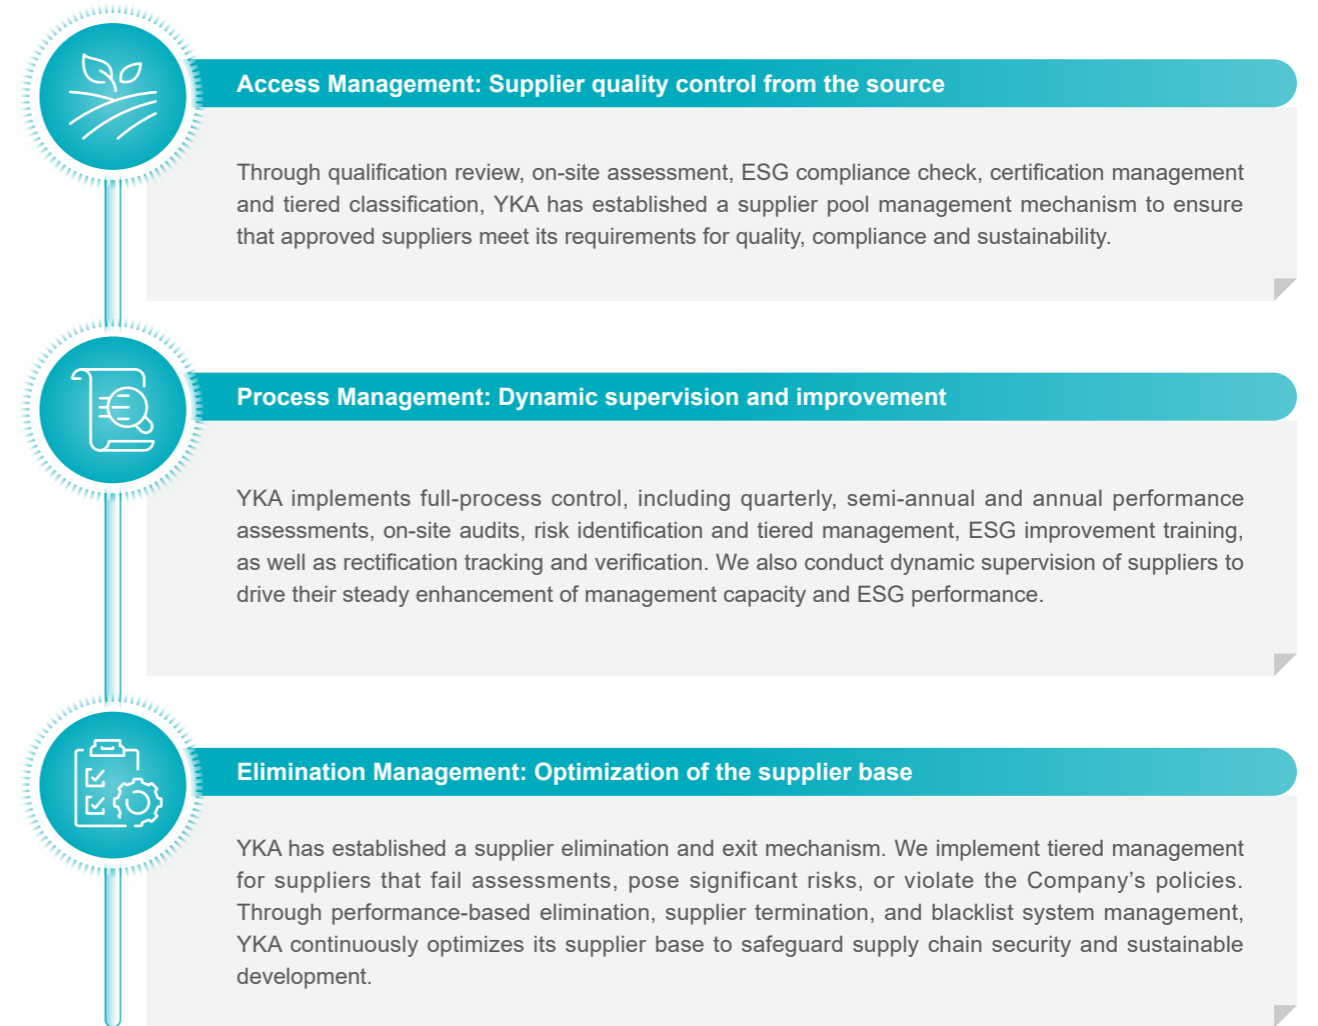 Access Management: Supplier quality control from the source
Through qualification review, on-site assessment, ESG compliance check, certification management
and tiered classification, YKA has established a supplier pool management mechanism to ensure
that approved suppliers meet its requirements for quality, compliance and sustainability.
Process Management: Dynamic supervision and improvement
YKA implements full-process control, including quarterly, semi-annual and annual performance
assessments, on-site audits, risk identification and tiered management, ESG improvement training,
as well as rectification tracking and verification. We also conduct dynamic supervision of suppliers to
drive their steady enhancement of management capacity and ESG performance.
Elimination Management: Optimization of the supplier base
YKA has established a supplier elimination and exit mechanism. We implement tiered management
for suppliers that fail assessments, pose significant risks, or violate the Company’s policies.
Through performance-based elimination, supplier termination, and blacklist system management,
YKA continuously optimizes its supplier base to safeguard supply chain security and sustainable
development.